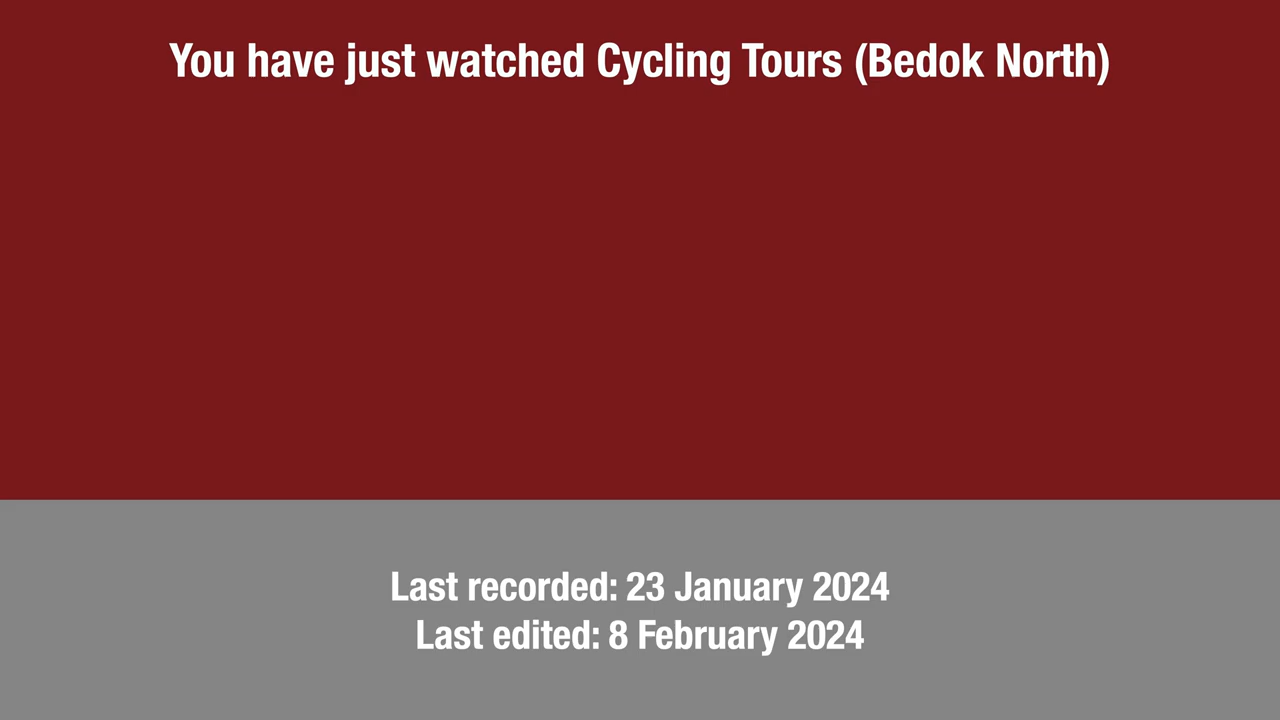 You have just watched Cycling Tours (Bedok North)
Last recorded: 23 January 2024
Last edited: 8 February 2024